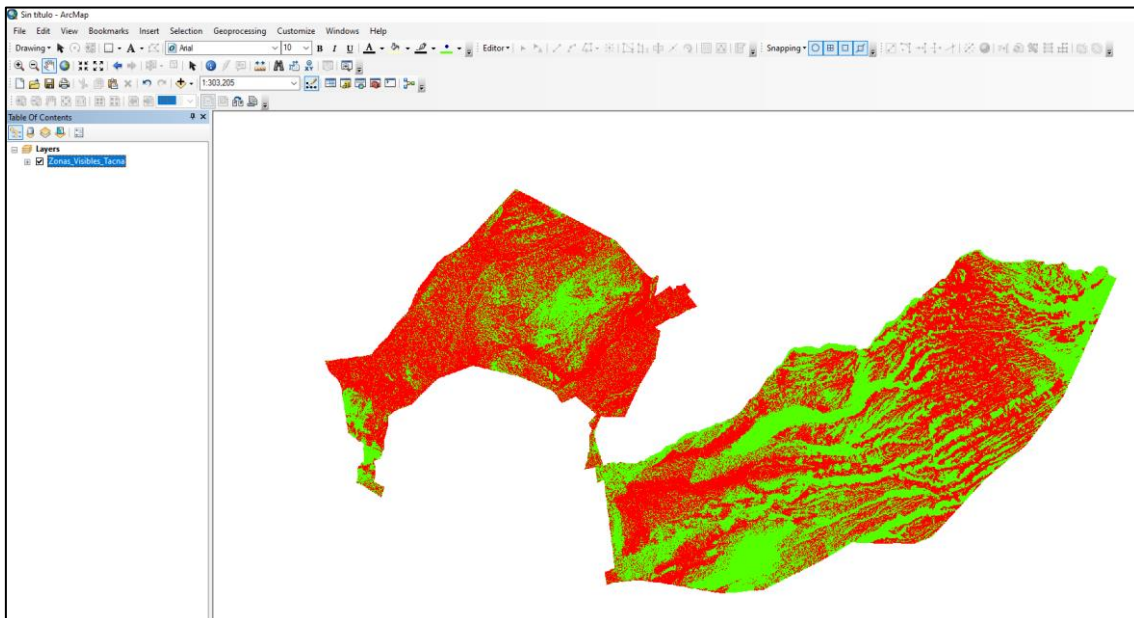 Sin título - ArcMap
File Edit View Bookmarks Insert Selection Geoprocessing Customize Windows Help
Drawing A Arial 10 B I U A Editor Snapping
1:303.205
Table Of Contents
Layers
Zonas_Visibles_Tacna